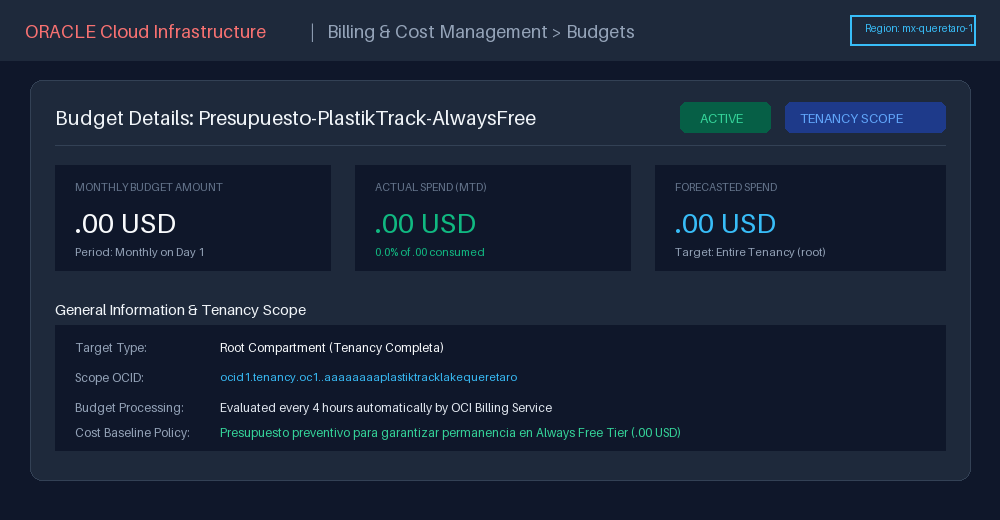 ORACLE Cloud Infrastructure | Billing & Cost Management > Budgets Region: mx-queretaro-1
Budget Details: Presupuesto-PlastikTrack-AlwaysFree ACTIVE TENANCY SCOPE
MONTHLY BUDGET AMOUNT ACTUAL SPEND (MTD) FORECASTED SPEND
.00 USD .00 USD .00 USD
Period: Monthly on Day 1 0.0% of .00 consumed Target: Entire Tenancy (root)
General Information & Tenancy Scope
Target Type: Root Compartment (Tenancy Completa)
Scope OCID: ocid1.tenancy.oc1..aaaaaaaaplastiktracklakequeretaro
Budget Processing: Evaluated every 4 hours automatically by OCI Billing Service
Cost Baseline Policy: Presupuesto preventivo para garantizar permanencia en Always Free Tier (.00 USD)